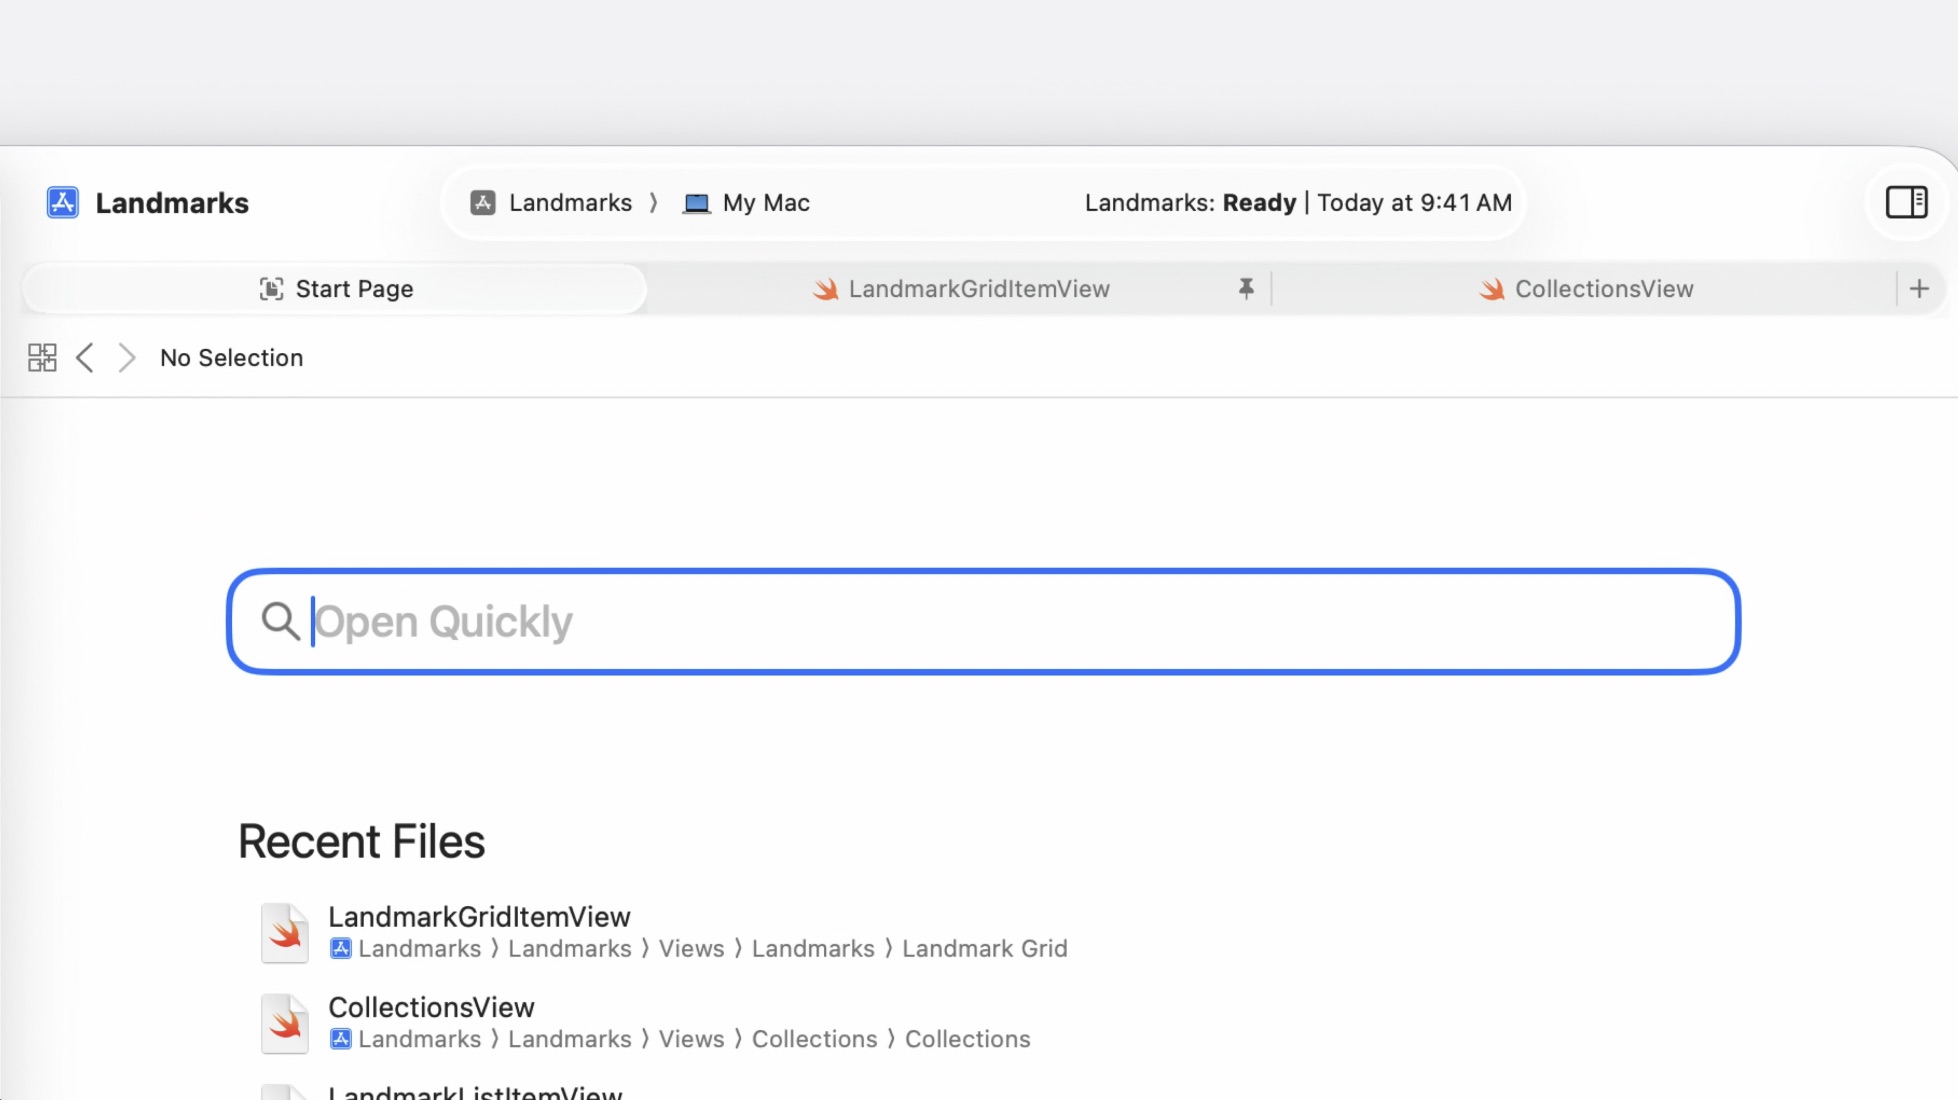 Landmarks
Landmarks 〉 My Mac
Landmarks: Ready | Today at 9:41 AM
Start Page
LandmarkGridItemView
CollectionsView
No Selection
Open Quickly
Recent Files
LandmarkGridItemView
Landmarks 〉 Landmarks 〉 Views 〉 Landmarks 〉 Landmark Grid
CollectionsView
Landmarks 〉 Landmarks 〉 Views 〉 Collections 〉 Collections
LandmarkListItemView